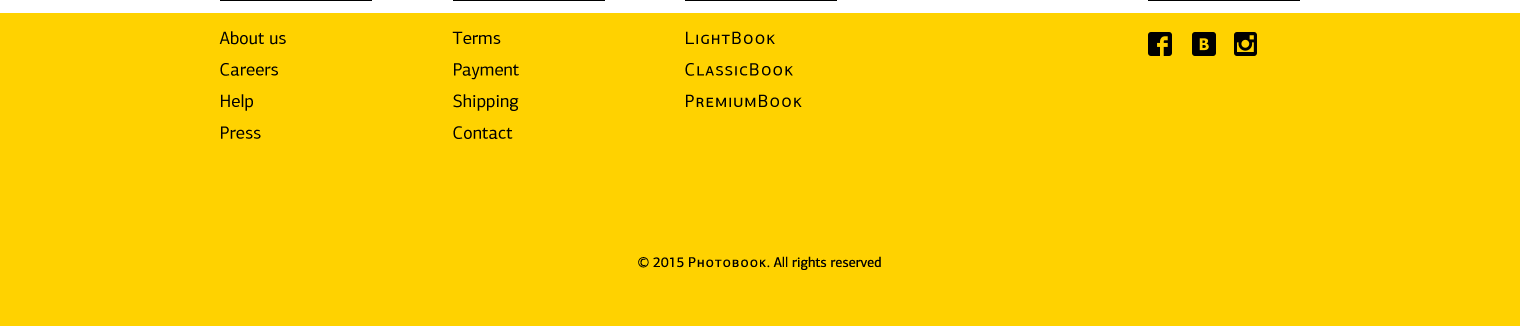 About us
Careers
Help
Press
Terms
Payment
Shipping
Contact
LightBook
ClassicBook
PremiumBook
© 2015 Photobook. All rights reserved